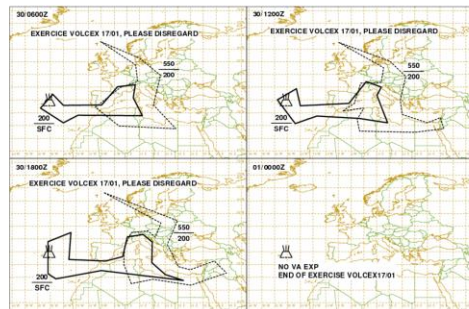 30/0600Z
EXERCICE VOLCEX 17/01, PLEASE DISREGARD
550
200
200
SFC
30/1200Z
EXERCICE VOLCEX 17/01, PLEASE DISREGARD
550
200
200
SFC
30/1800Z
EXERCICE VOLCEX 17/01, PLEASE DISREGARD
550
200
200
SFC
01/0000Z
NO VA EXP
END OF EXERCISE VOLCEX17/01